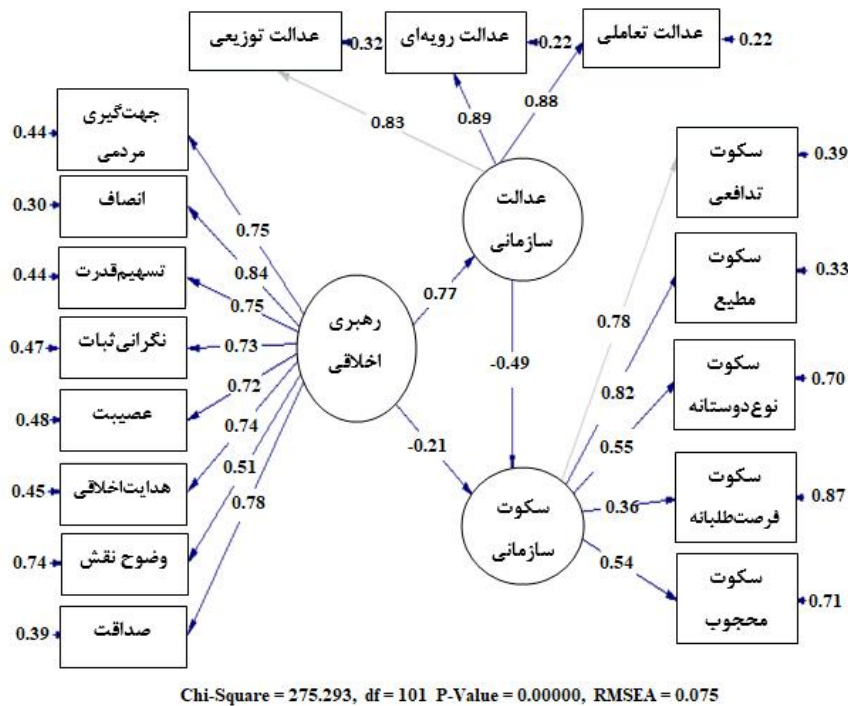 عدالت توزیعی
0.32
عدالت رویه‌ای
0.22
عدالت تعاملی
0.22
0.83
0.89
0.88
0.44
جهت‌گیری
مردمی
0.30
انصاف
0.44
تسهیم‌قدرت
0.47
نگرانی‌ثبات
0.48
عصیبت
0.45
هدایت‌اخلاقی
0.74
وضوح نقش
0.39
صداقت
0.75
0.84
0.75
0.73
0.72
0.74
0.51
0.78
رهبری
اخلاقی
0.77
-0.21
عدالت
سازمانی
-0.49
سکوت
سازمانی
0.78
0.82
0.55
0.36
0.54
سکوت
تدافعی
0.39
سکوت
مطیع
0.33
سکوت
نوع‌دوستانه
0.70
سکوت
فرصت‌طلبانه
0.87
سکوت
محجوب
0.71
Chi-Square = 275.293, df = 101 P-Value = 0.00000, RMSEA = 0.075